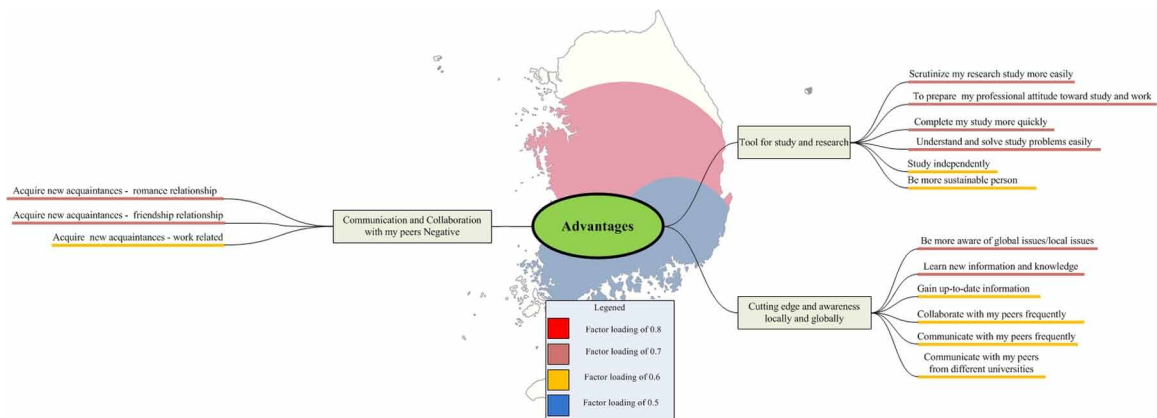 Scrutinize my research study more easily
To prepare my professional attitude toward study and work
Complete my study more quickly
Tool for study and research
Understand and solve study problems easily
Study independently
Be more sustainable person
Acquire new acquaintances - romance relationship
Acquire new acquaintances - friendship relationship
Acquire new acquaintances - work related
Communication and Collaboration
with my peers Negative
Advantages
Be more aware of global issues/local issues
Learn new information and knowledge
Gain up-to-date information
Cutting edge and awareness
locally and globally
Collaborate with my peers frequently
Communicate with my peers frequently
Communicate with my peers
from different universities
Legened
Factor loading of 0.8
Factor loading of 0.7
Factor loading of 0.6
Factor loading of 0.5